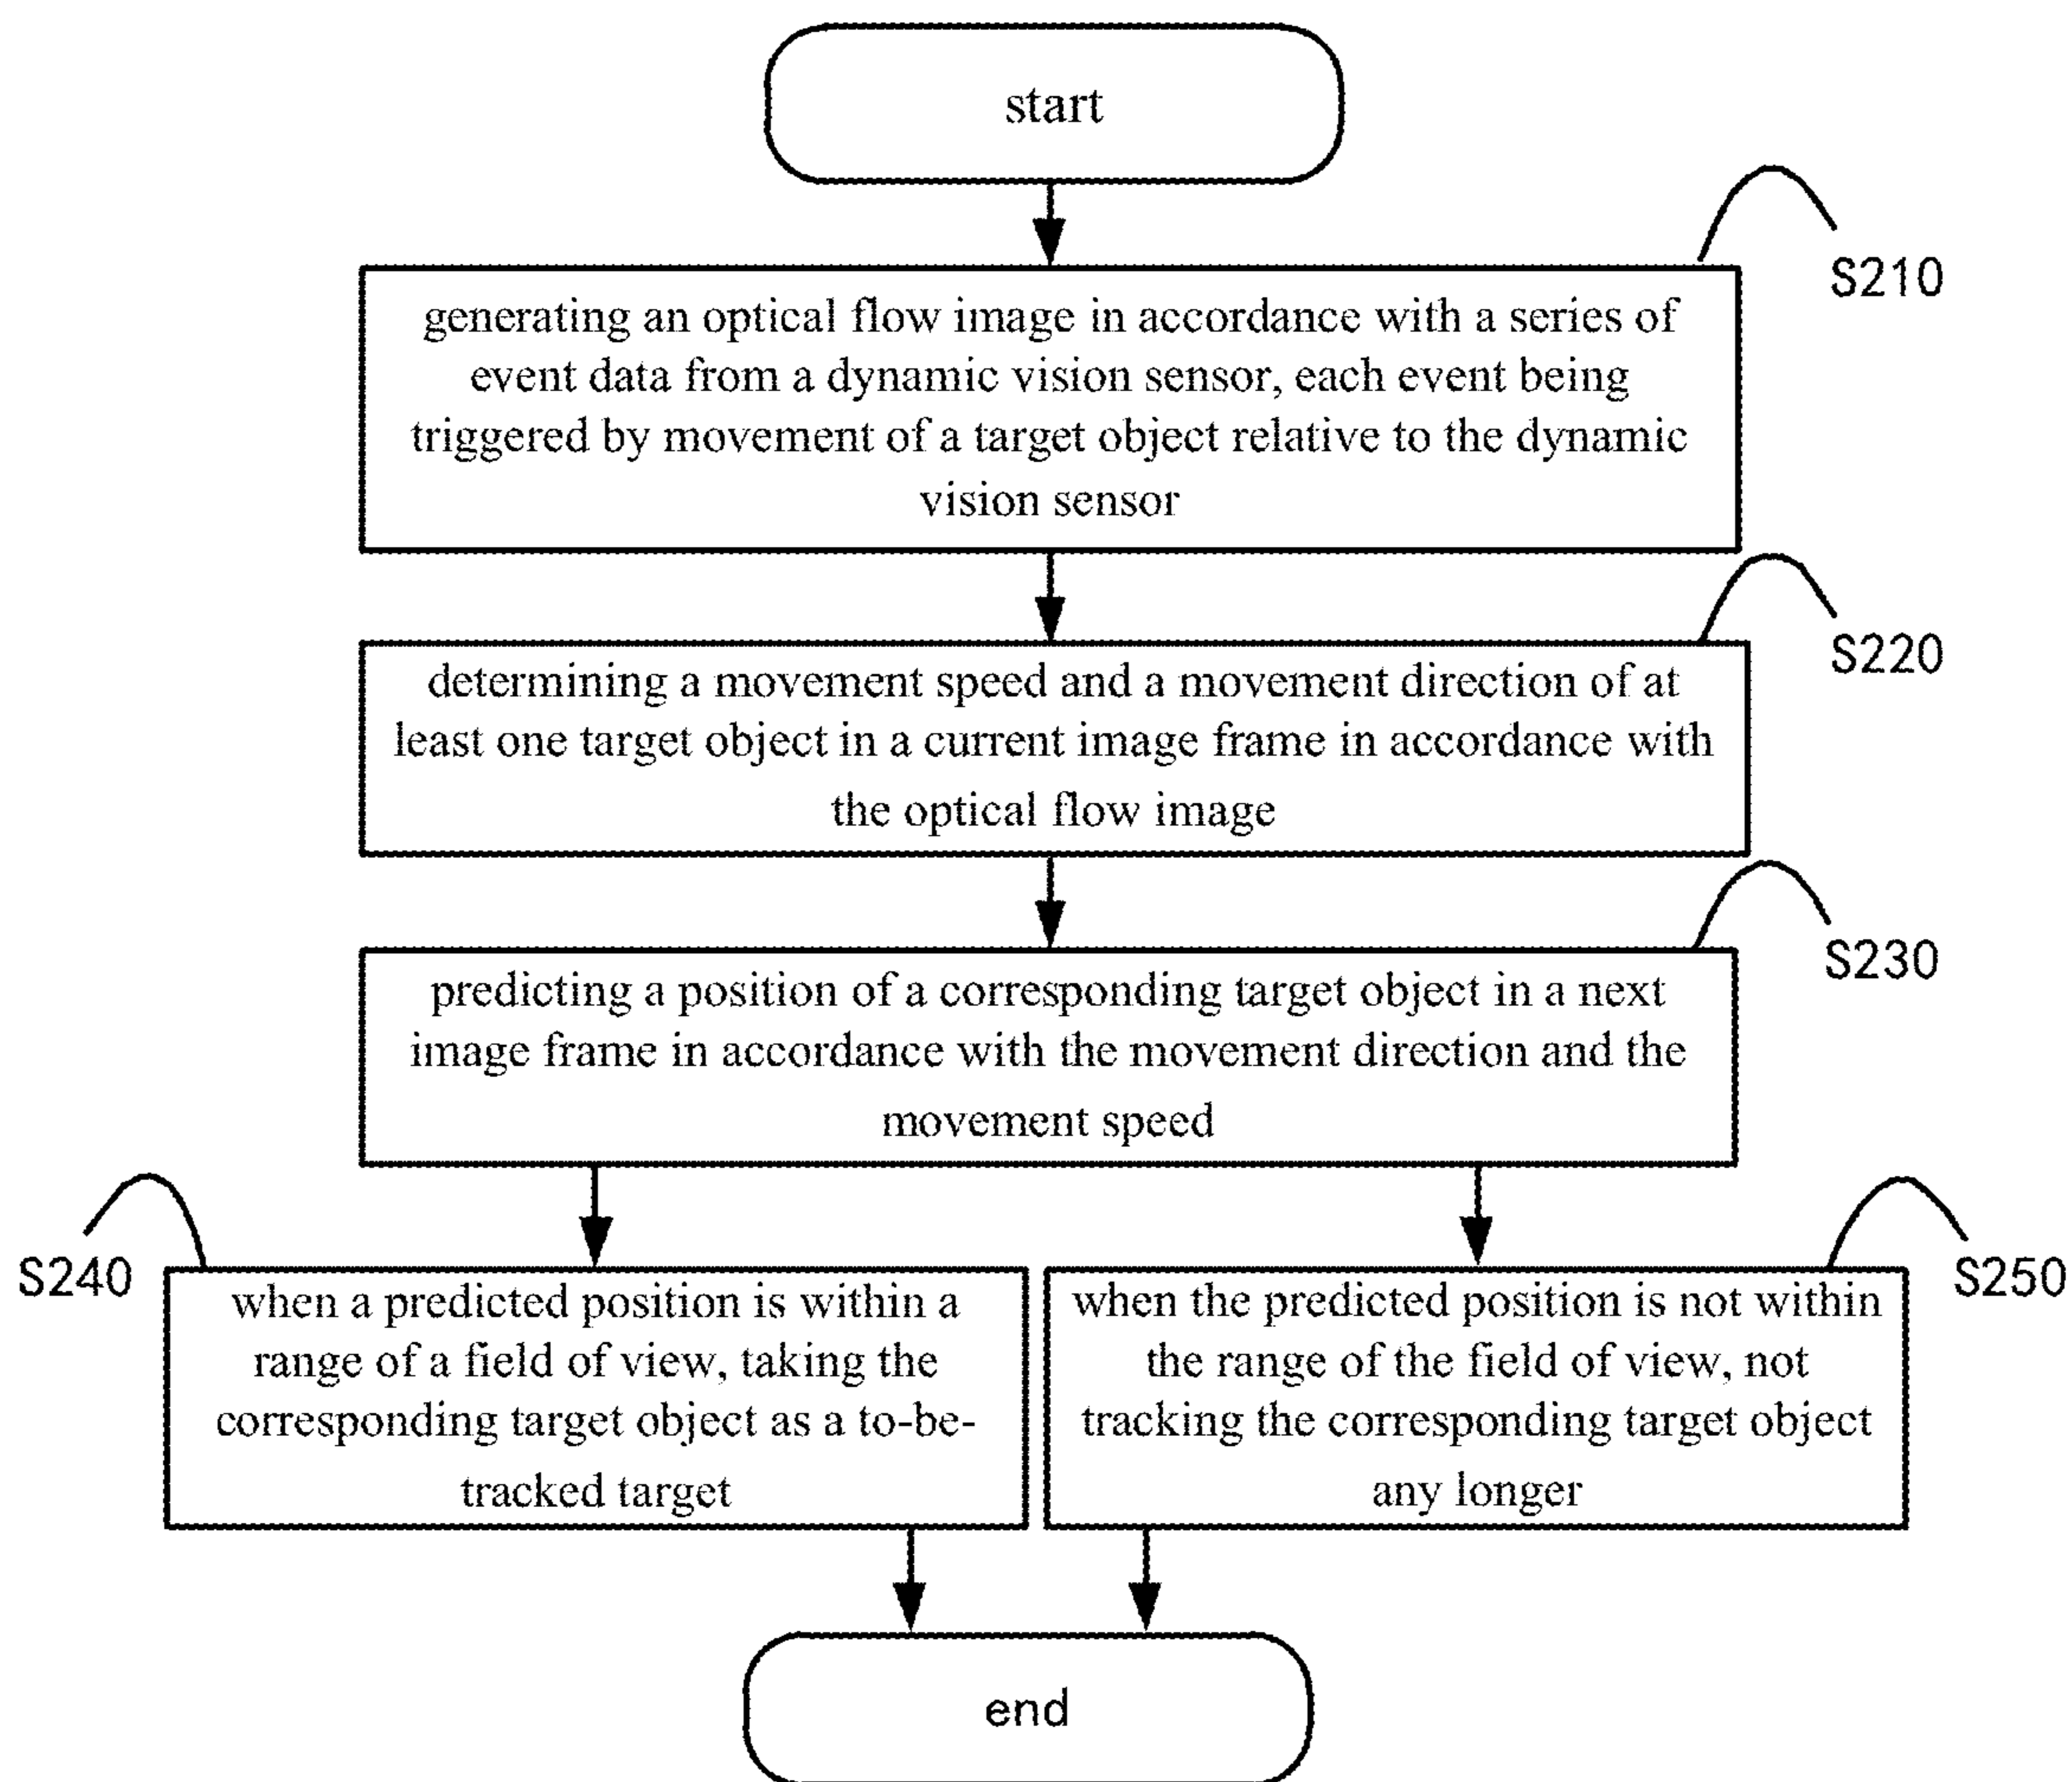 start
S210
generating an optical flow image in accordance with a series of
event data from a dynamic vision sensor, each event being
triggered by movement of a target object relative to the dynamic
vision sensor
S220
determining a movement speed and a movement direction of at
least one target object in a current image frame in accordance with
the optical flow image
S230
predicting a position of a corresponding target object in a next
image frame in accordance with the movement direction and the
movement speed
S240
when a predicted position is within a
range of a field of view, taking the
corresponding target object as a to-be-
tracked target
S250
when the predicted position is not within
the range of the field of view, not
tracking the corresponding target object
any longer
end